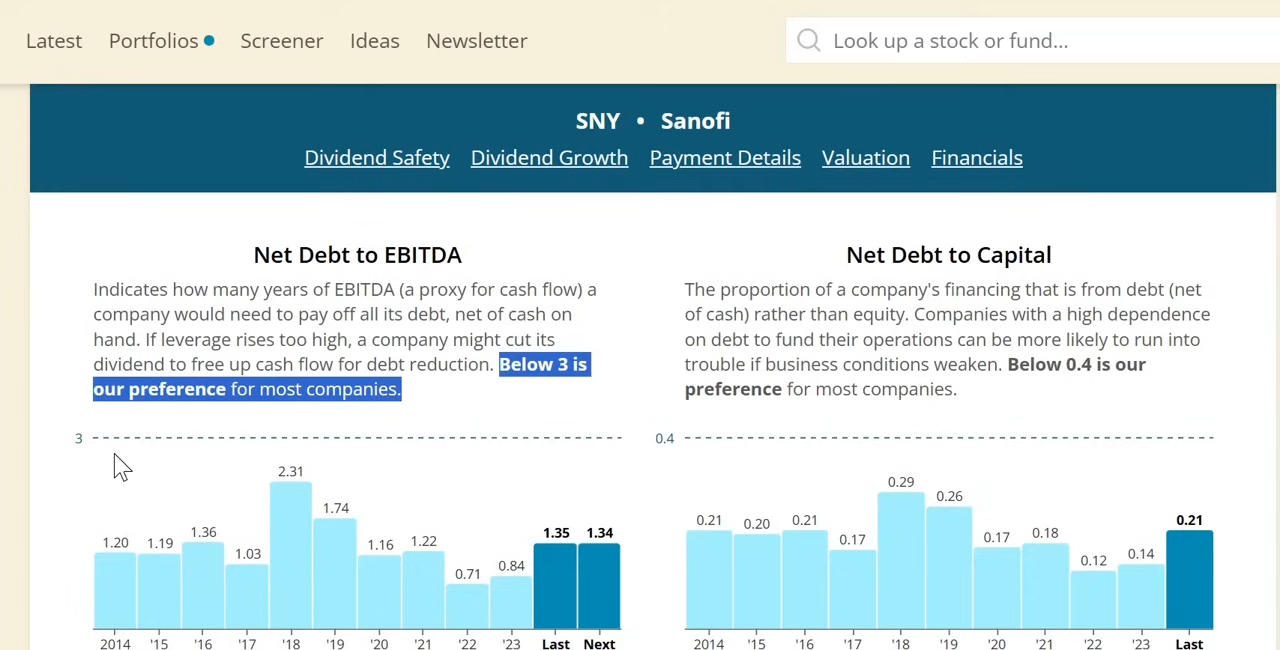 Latest Portfolios Screener Ideas Newsletter
Look up a stock or fund...
SNY • Sanofi
Dividend Safety Dividend Growth Payment Details Valuation Financials
Net Debt to EBITDA
Indicates how many years of EBITDA (a proxy for cash flow) a
company would need to pay off all its debt, net of cash on
hand. If leverage rises too high, a company might cut its
dividend to free up cash flow for debt reduction. Below 3 is
our preference for most companies.
3
2.31
1.74
1.20 1.19 1.36 1.03 1.16 1.22 0.71 0.84 1.35 1.34
2014 '15 '16 '17 '18 '19 '20 '21 '22 '23 Last Next
Net Debt to Capital
The proportion of a company's financing that is from debt (net
of cash) rather than equity. Companies with a high dependence
on debt to fund their operations can be more likely to run into
trouble if business conditions weaken. Below 0.4 is our
preference for most companies.
0.4
0.29
0.26
0.21 0.20 0.21 0.17 0.17 0.18 0.12 0.14 0.21
2014 '15 '16 '17 '18 '19 '20 '21 '22 '23 Last